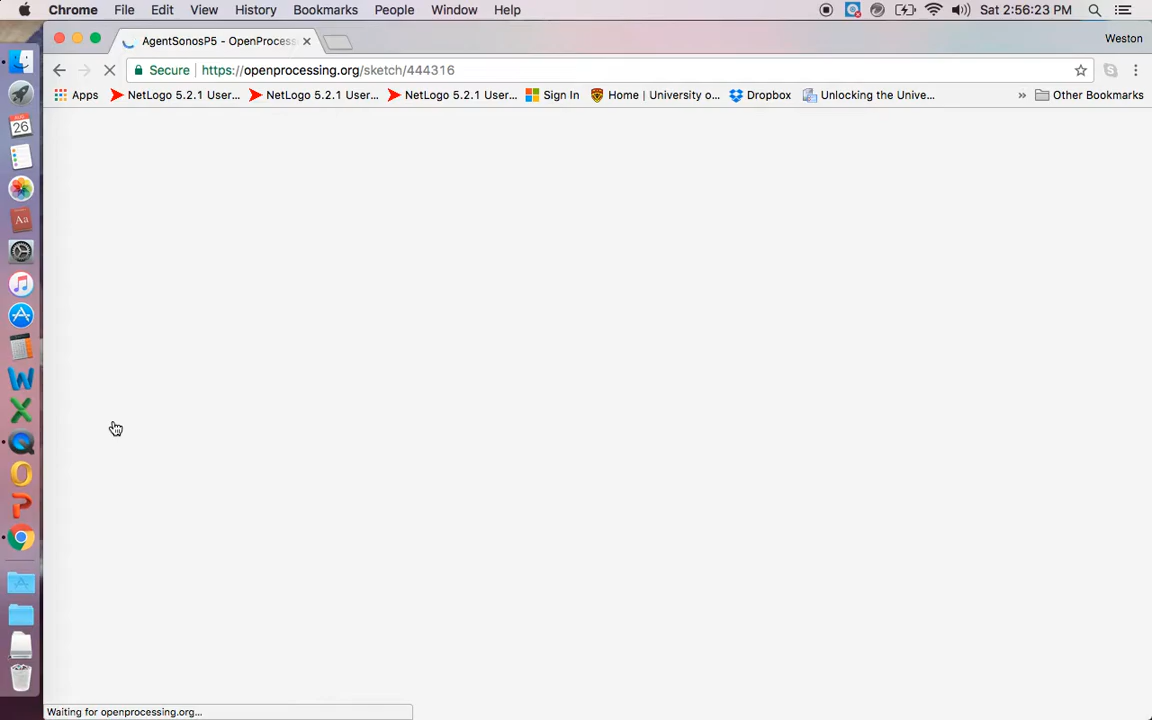 Chrome File Edit View History Bookmarks People Window Help Sat 2:56:23 PM
AgentSonosP5 - OpenProcess Weston
Secure https://openprocessing.org/sketch/444316
Apps NetLogo 5.2.1 User... NetLogo 5.2.1 User... NetLogo 5.2.1 User... Sign In Home | University o... Dropbox Unlocking the Unive... » Other Bookmarks
26
Aa
Waiting for openprocessing.org...